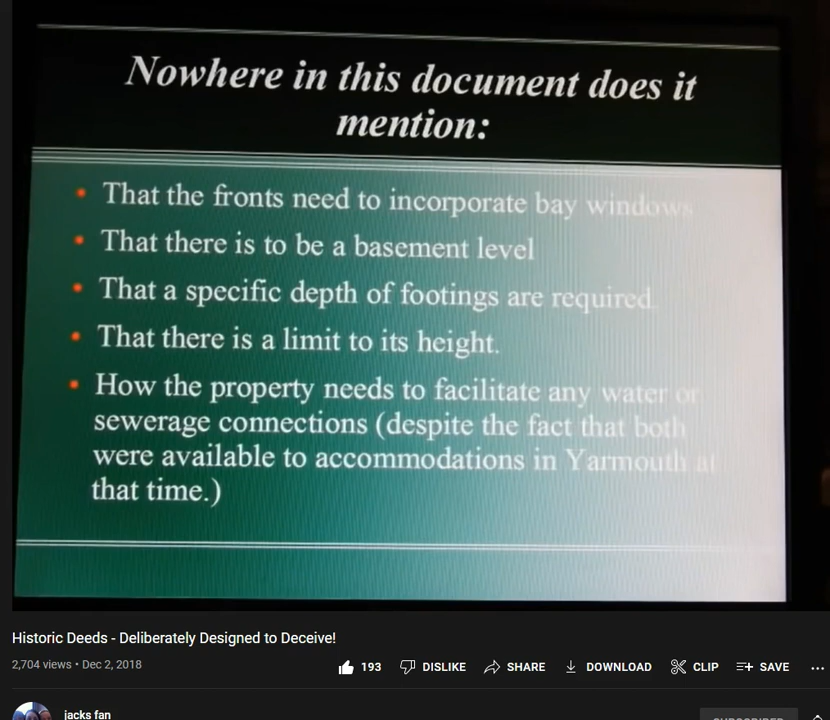 Nowhere in this document does it
mention:
That the fronts need to incorporate bay windows
That there is to be a basement level
That a specific depth of footings are required.
That there is a limit to its height.
How the property needs to facilitate any water or
sewerage connections (despite the fact that both
were available to accommodations in Yarmouth at
that time.)
Historic Deeds - Deliberately Designed to Deceive!
2,704 views • Dec 2, 2018
193 DISLIKE SHARE DOWNLOAD CLIP SAVE ...
jacks fan
SUBSCRIBED